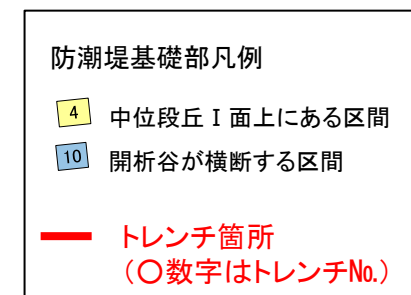 防潮堤基礎部凡例
4 中位段丘Ⅰ面上にある区間
10 開析谷が横断する区間
トレンチ箇所
（〇数字はトレンチ№）